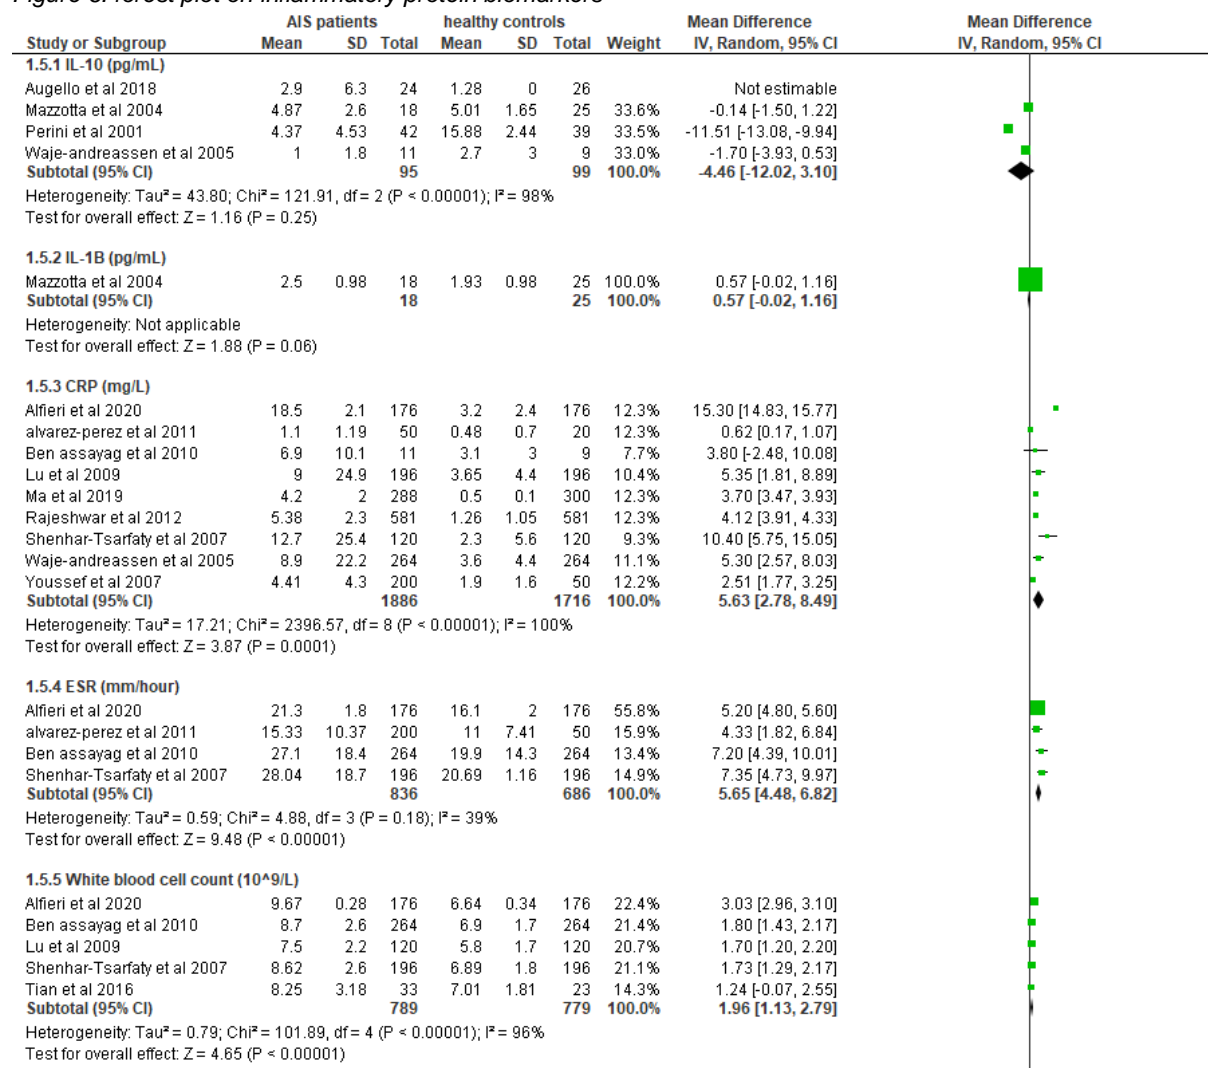 Figure 3. forest plot on inflammatory protein biomarkers
AIS patients healthy controls Mean Difference Mean Difference
Study or Subgroup Mean SD Total Mean SD Total Weight IV, Random, 95% CI IV, Random, 95% CI
1.5.1 IL-10 (pg/mL)
Augello et al 2018 2.9 6.3 24 1.28 0 26 Not estimable
Mazzotta et al 2004 4.87 2.6 18 5.01 1.65 25 33.6% -0.14 [-1.50, 1.22]
Perini et al 2001 4.37 4.53 42 15.88 2.44 39 33.5% -11.51 [-13.08, -9.94]
Waje-andreassen et al 2005 1 1.8 11 2.7 3 9 33.0% -1.70 [-3.93, 0.53]
Subtotal (95% CI) 95 99 100.0% -4.46 [-12.02, 3.10]
Heterogeneity: Tau² = 43.80; Chi² = 121.91, df = 2 (P < 0.00001); I² = 98%
Test for overall effect: Z = 1.16 (P = 0.25)
1.5.2 IL-1B (pg/mL)
Mazzotta et al 2004 2.5 0.98 18 1.93 0.98 25 100.0% 0.57 [-0.02, 1.16]
Subtotal (95% CI) 18 25 100.0% 0.57 [-0.02, 1.16]
Heterogeneity: Not applicable
Test for overall effect: Z = 1.88 (P = 0.06)
1.5.3 CRP (mg/L)
Alfieri et al 2020 18.5 2.1 176 3.2 2.4 176 12.3% 15.30 [14.83, 15.77]
alvarez-perez et al 2011 1.1 1.19 50 0.48 0.7 20 12.3% 0.62 [0.17, 1.07]
Ben assayag et al 2010 6.9 10.1 11 3.1 3 9 7.7% 3.80 [-2.48, 10.08]
Lu et al 2009 9 24.9 196 3.65 4.4 196 10.4% 5.35 [1.81, 8.89]
Ma et al 2019 4.2 2 288 0.5 0.1 300 12.3% 3.70 [3.47, 3.93]
Rajeshwar et al 2012 5.38 2.3 581 1.26 1.05 581 12.3% 4.12 [3.91, 4.33]
Shenhar-Tsarfaty et al 2007 12.7 25.4 120 2.3 5.6 120 9.3% 10.40 [5.75, 15.05]
Waje-andreassen et al 2005 8.9 22.2 264 3.6 4.4 264 11.1% 5.30 [2.57, 8.03]
Youssef et al 2007 4.41 4.3 200 1.9 1.6 50 12.2% 2.51 [1.77, 3.25]
Subtotal (95% CI) 1886 1716 100.0% 5.63 [2.78, 8.49]
Heterogeneity: Tau² = 17.21; Chi² = 2396.57, df = 8 (P < 0.00001); I² = 100%
Test for overall effect: Z = 3.87 (P = 0.0001)
1.5.4 ESR (mm/hour)
Alfieri et al 2020 21.3 1.8 176 16.1 2 176 55.8% 5.20 [4.80, 5.60]
alvarez-perez et al 2011 15.33 10.37 200 11 7.41 50 15.9% 4.33 [1.82, 6.84]
Ben assayag et al 2010 27.1 18.4 264 19.9 14.3 264 13.4% 7.20 [4.39, 10.01]
Shenhar-Tsarfaty et al 2007 28.04 18.7 196 20.69 1.16 196 14.9% 7.35 [4.73, 9.97]
Subtotal (95% CI) 836 686 100.0% 5.65 [4.48, 6.82]
Heterogeneity: Tau² = 0.59; Chi² = 4.88, df = 3 (P = 0.18); I² = 39%
Test for overall effect: Z = 9.48 (P < 0.00001)
1.5.5 White blood cell count (10^9/L)
Alfieri et al 2020 9.67 0.28 176 6.64 0.34 176 22.4% 3.03 [2.96, 3.10]
Ben assayag et al 2010 8.7 2.6 264 6.9 1.7 264 21.4% 1.80 [1.43, 2.17]
Lu et al 2009 7.5 2.2 120 5.8 1.7 120 20.7% 1.70 [1.20, 2.20]
Shenhar-Tsarfaty et al 2007 8.62 2.6 196 6.89 1.8 196 21.1% 1.73 [1.29, 2.17]
Tian et al 2016 8.25 3.18 33 7.01 1.81 23 14.3% 1.24 [-0.07, 2.55]
Subtotal (95% CI) 789 779 100.0% 1.96 [1.13, 2.79]
Heterogeneity: Tau² = 0.79; Chi² = 101.89, df = 4 (P < 0.00001); I² = 96%
Test for overall effect: Z = 4.65 (P < 0.00001)